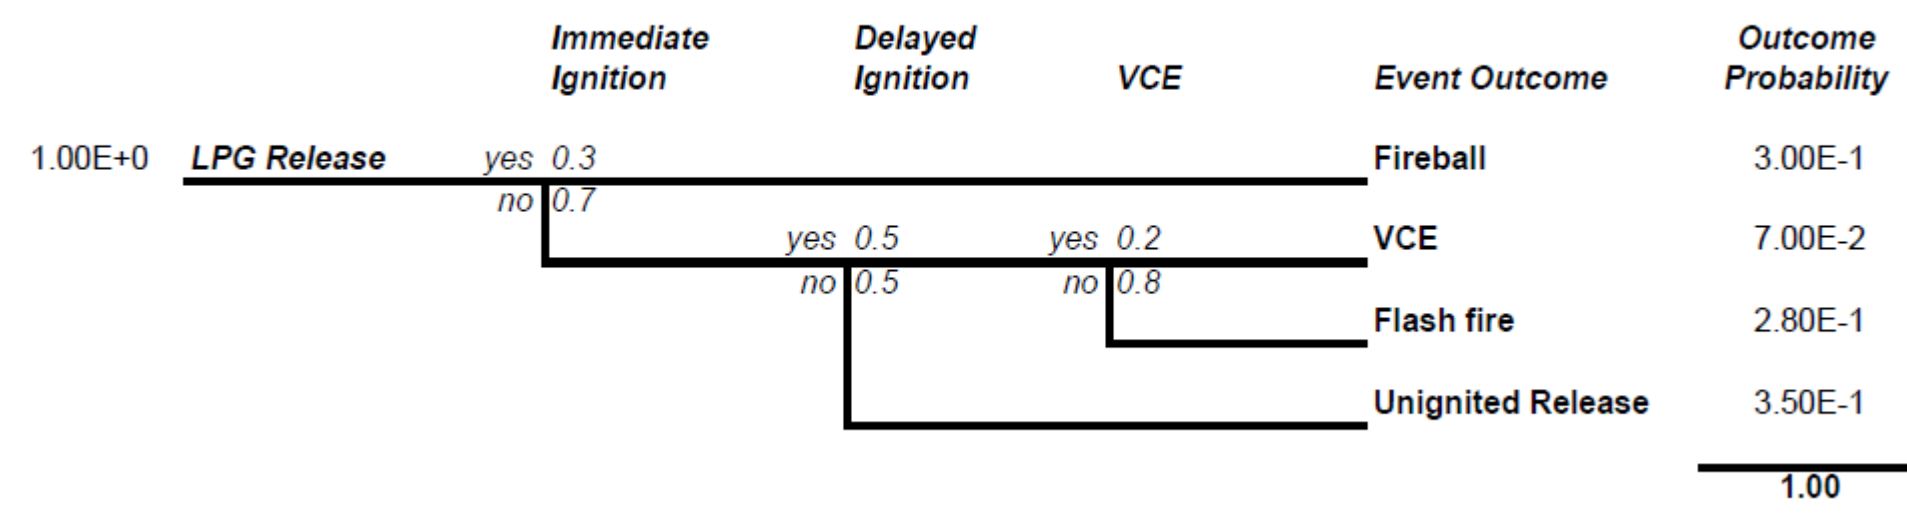 Immediate Delayed Outcome
Ignition Ignition VCE Event Outcome Probability
1.00E+0 LPG Release yes 0.3 Fireball 3.00E-1
no 0.7
yes 0.5 yes 0.2 VCE 7.00E-2
no 0.5 no 0.8
Flash fire 2.80E-1
Unignited Release 3.50E-1
1.00